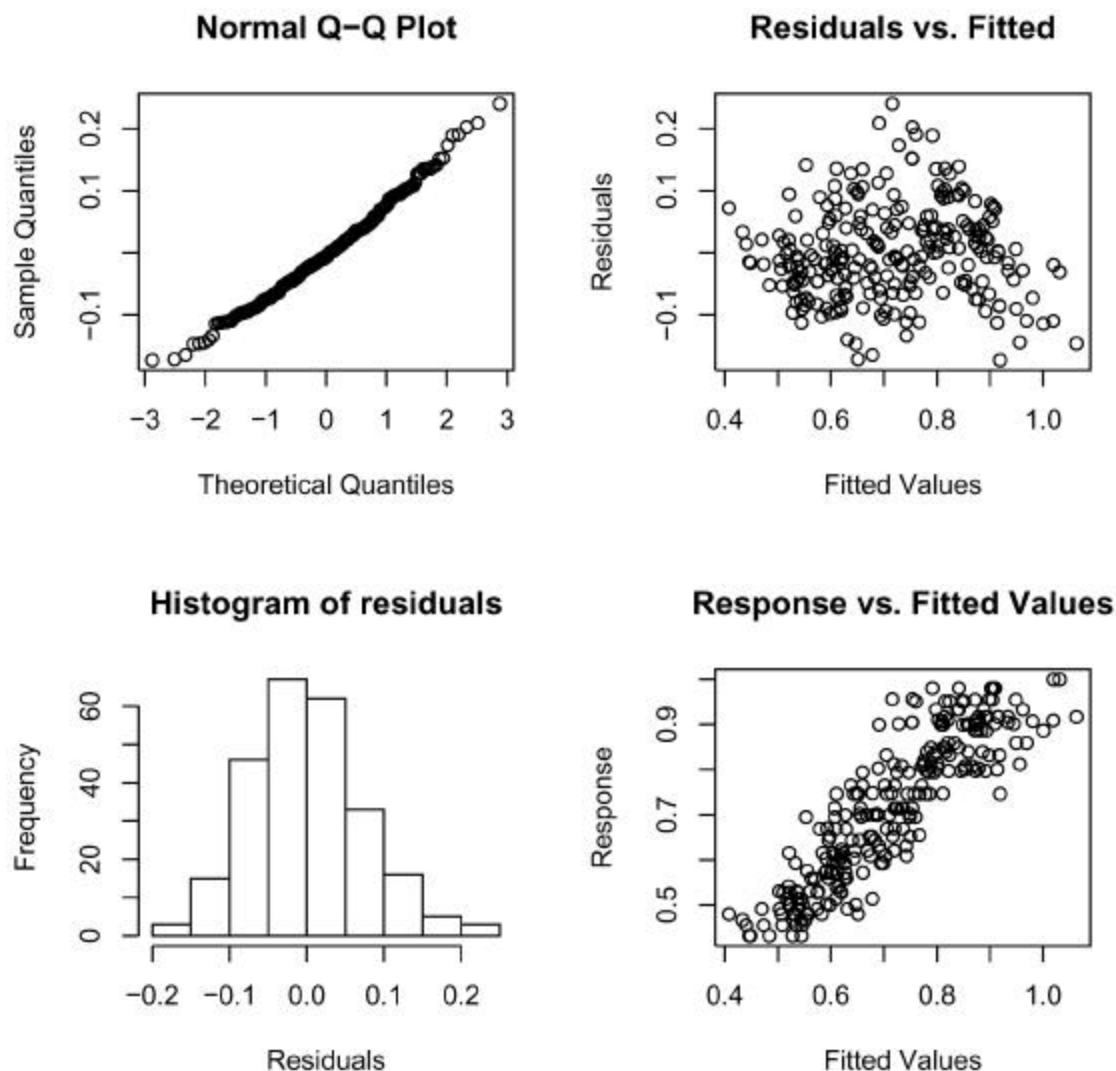 Normal Q−Q Plot
Sample Quantiles
0.2
0.1
−0.1
−3 −2 −1 0 1 2 3
Theoretical Quantiles
Residuals vs. Fitted
Residuals
0.2
0.1
−0.1
0.4 0.6 0.8 1.0
Fitted Values
Histogram of residuals
Frequency
60
40
20
0
−0.2 −0.1 0.0 0.1 0.2
Residuals
Response vs. Fitted Values
Response
0.9
0.7
0.5
0.4 0.6 0.8 1.0
Fitted Values